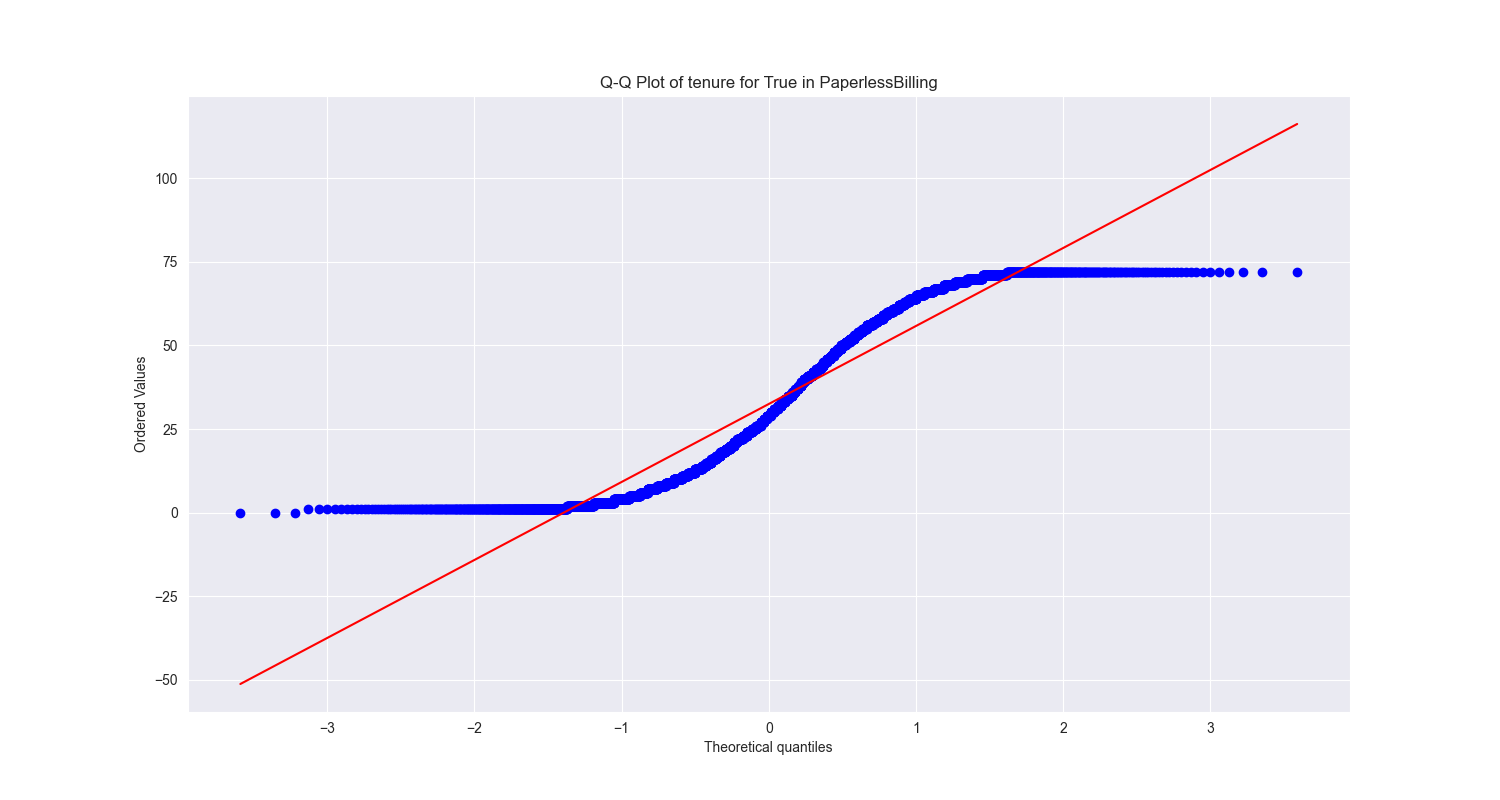 Q-Q Plot of tenure for True in PaperlessBilling
100
75
50
25
0
−25
−50
Ordered Values
−3 −2 −1 0 1 2 3
Theoretical quantiles